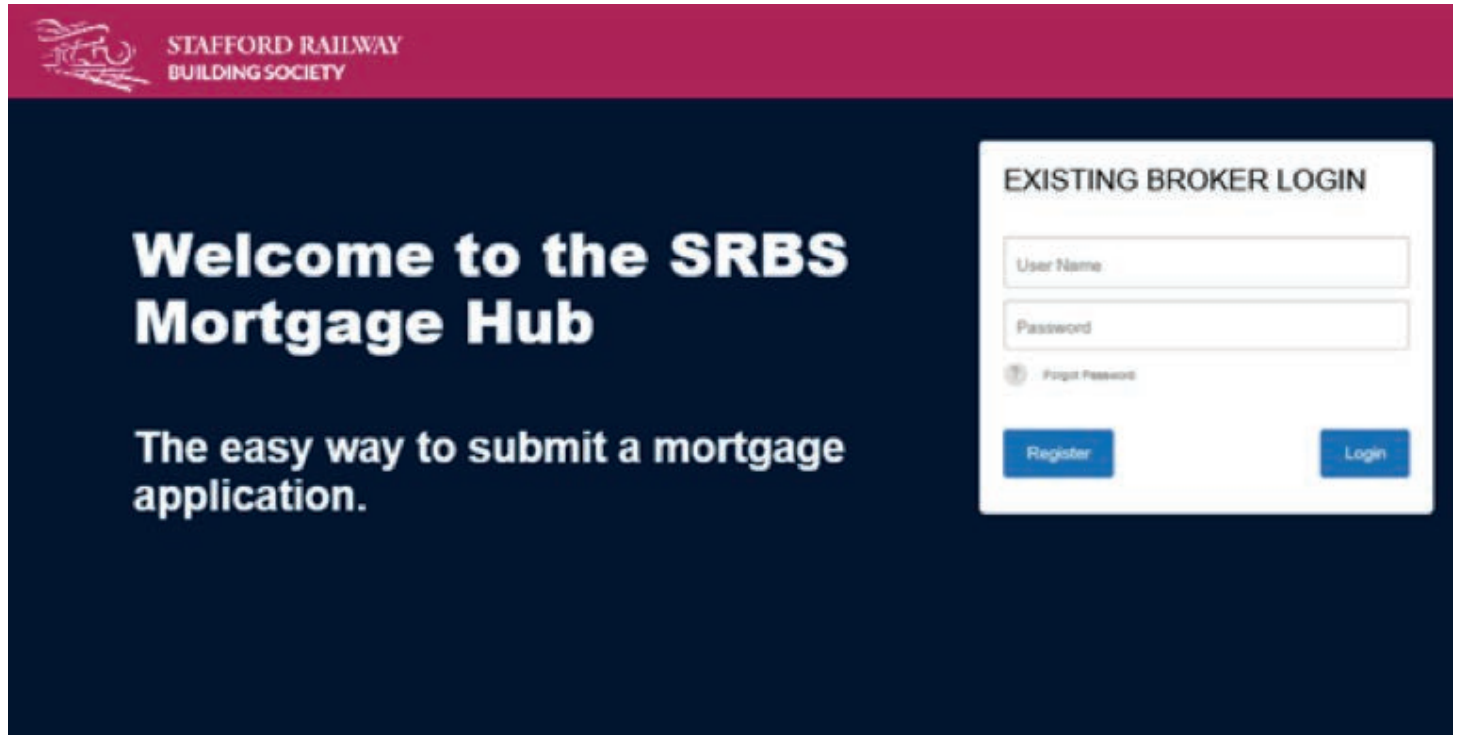 STAFFORD RAILWAY
BUILDING SOCIETY
Welcome to the SRBS
Mortgage Hub
The easy way to submit a mortgage
application.
EXISTING BROKER LOGIN
User Name
Password
? Forgot Password
Register
Login